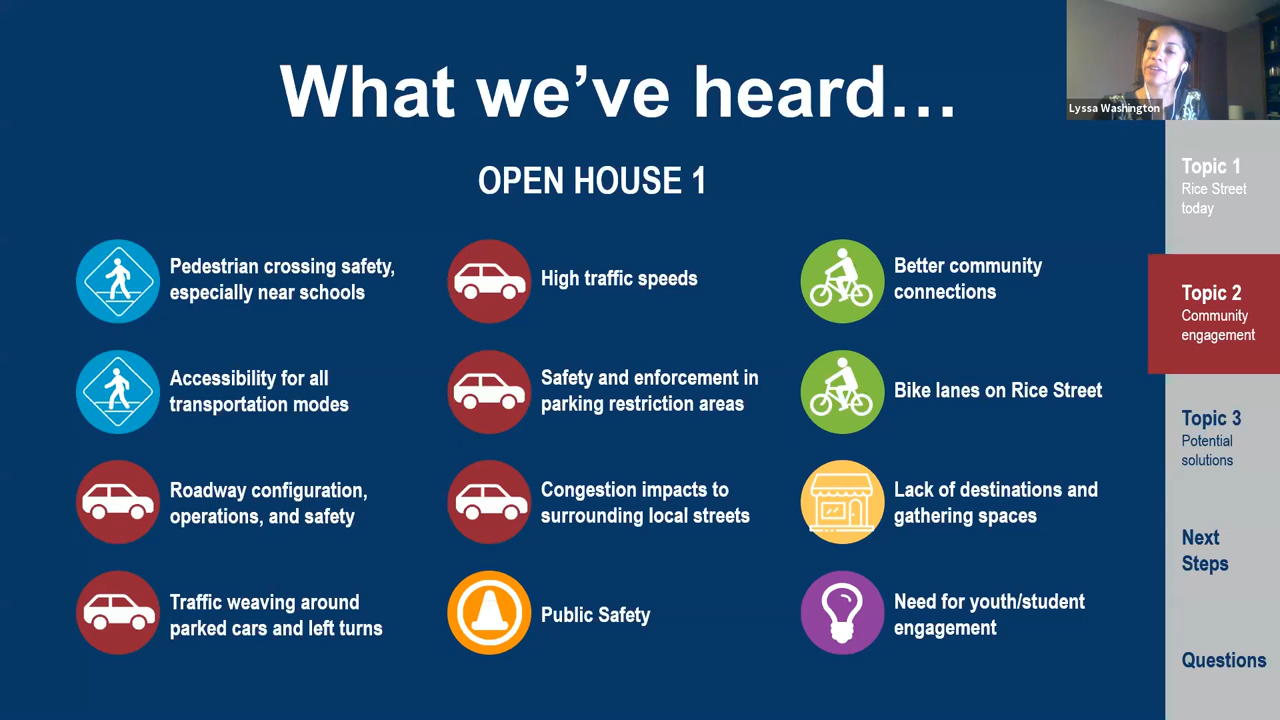 What we've heard...
OPEN HOUSE 1
Pedestrian crossing safety,
especially near schools
Accessibility for all
transportation modes
Roadway configuration,
operations, and safety
Traffic weaving around
parked cars and left turns
High traffic speeds
Safety and enforcement in
parking restriction areas
Congestion impacts to
surrounding local streets
Public Safety
Better community
connections
Bike lanes on Rice Street
Lack of destinations and
gathering spaces
Need for youth/student
engagement
Lyssa Washington
Topic 1
Rice Street
today
Topic 2
Community
engagement
Topic 3
Potential
solutions
Next
Steps
Questions